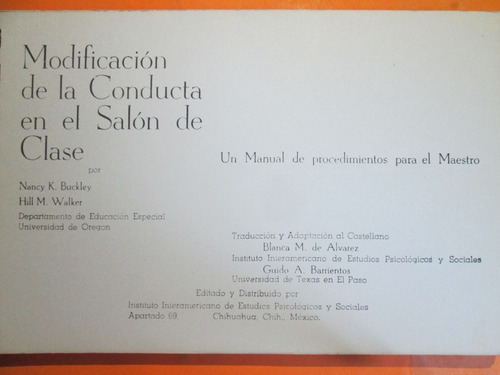 Modificación
de la Conducta
en el Salón de
Clase
por
Un Manual de procedimientos para el Maestro
Nancy K. Buckley
Hill M. Walker
Departamento de Educación Especial
Universidad de Oregon
Traducción y Adaptación al Castellano
Blanca M. de Alvarez
Instituto Interamericano de Estudios Psicológicos y Sociales
Guido A. Barrientos
Universidad de Texas en El Paso
Editado y Distribuido por
Instituto Interamericano de Estudios Psicológicos y Sociales
Apartado 69, Chihuahua, Chih., México.